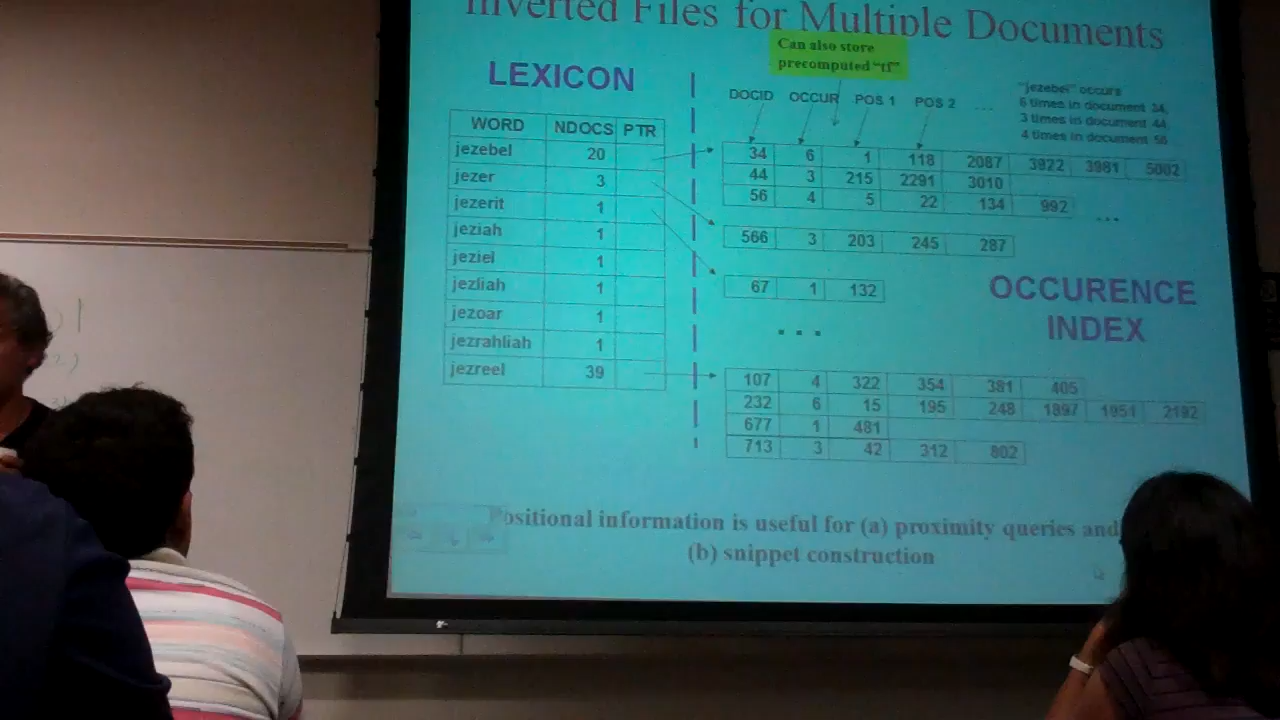 Inverted Files for Multiple Documents
Can also store
precomputed "tf".
LEXICON
WORD NDOCS PTR
jezebel 20
jezer 3
jezerit 1
jeziah 1
jeziel 1
jezliah 1
jezoar 1
jezrahliah 1
jezreel 39
DOCID OCCUR POS 1 POS 2 ...
"jezebel" occurs
6 times in document 34,
3 times in document 44,
4 times in document 56
34 6 1 118 2087 3922 3981 5002
44 3 215 2291 3010
56 4 5 22 134 992
...
566 3 203 245 287
67 1 132
...
OCCURENCE
INDEX
107 4 322 354 381 405
232 6 15 195 248 1897 1951 2192
677 1 481
713 3 42 312 802
Positional information is useful for (a) proximity queries and
(b) snippet construction